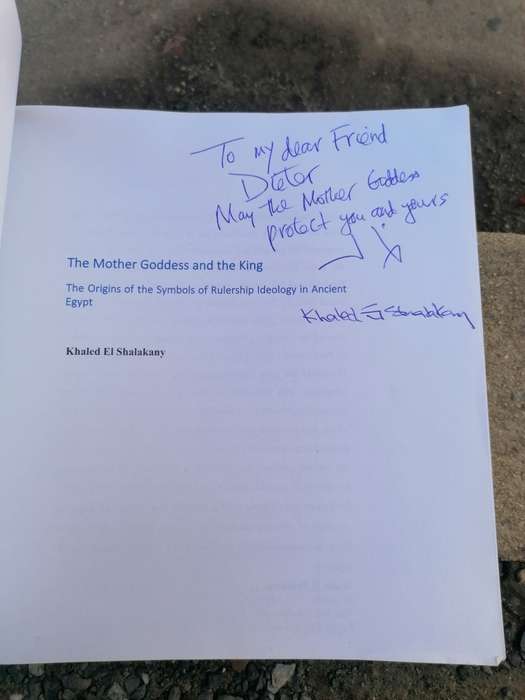 To my dear Friend
Dieter
May the Mother Goddess
protect you and yours
Khaled El Shalakany
The Mother Goddess and the King
The Origins of the Symbols of Rulership Ideology in Ancient
Egypt
Khaled El Shalakany